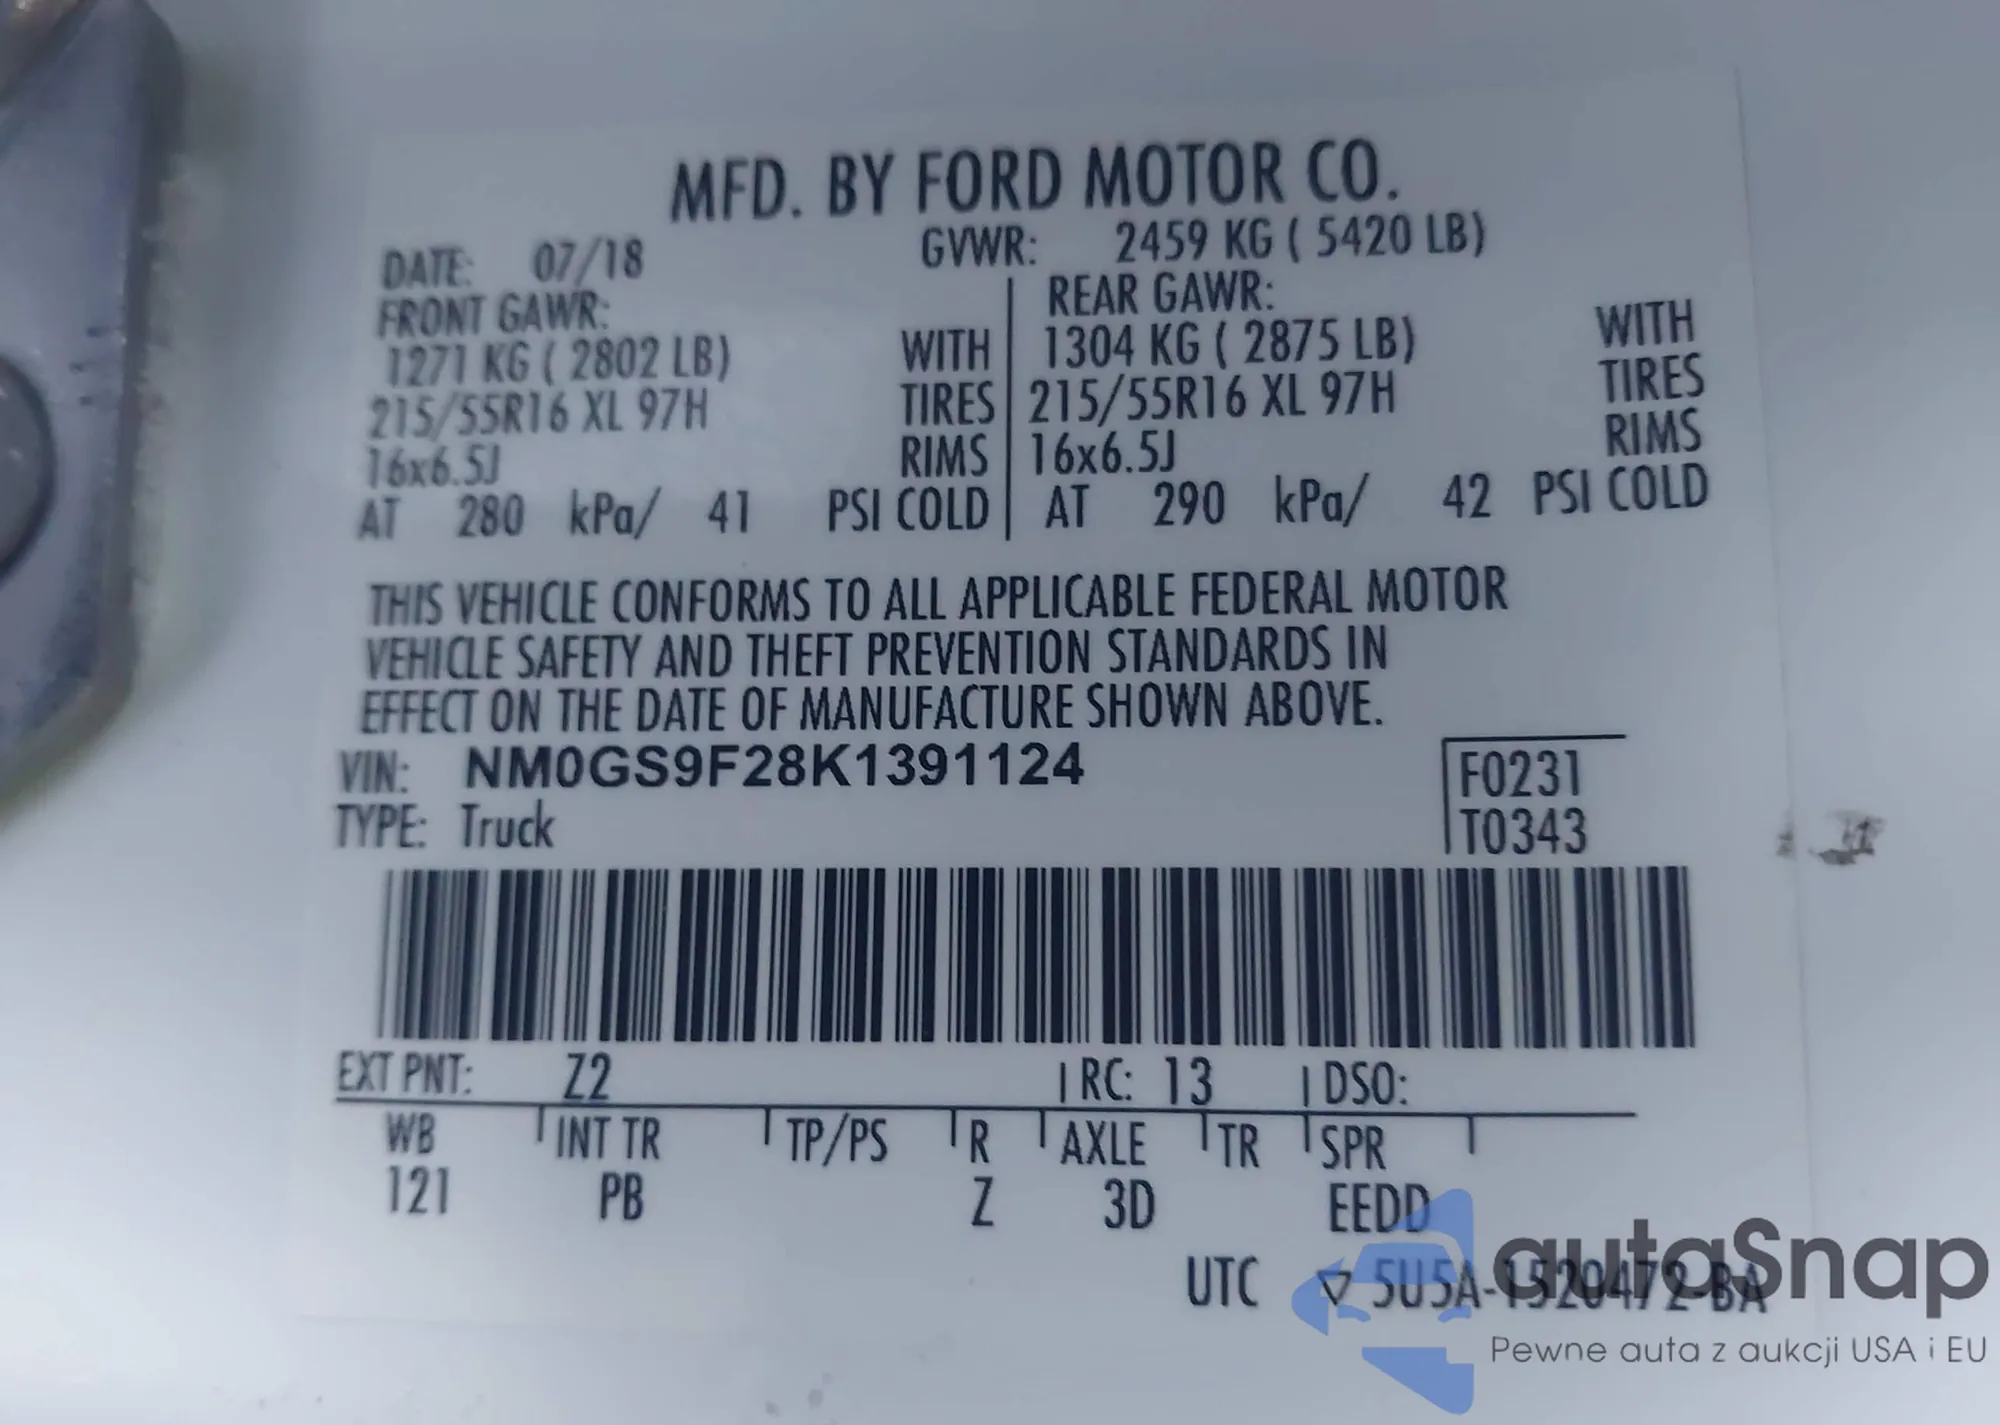 MFD. BY FORD MOTOR CO.
DATE: 07/18 GVWR: 2459 KG ( 5420 LB)
FRONT GAWR: REAR GAWR:
1271 KG ( 2802 LB) WITH 1304 KG ( 2875 LB) WITH
215/55R16 XL 97H TIRES 215/55R16 XL 97H TIRES
16x6.5J RIMS 16x6.5J RIMS
AT 280 kPa/ 41 PSI COLD AT 290 kPa/ 42 PSI COLD
THIS VEHICLE CONFORMS TO ALL APPLICABLE FEDERAL MOTOR
VEHICLE SAFETY AND THEFT PREVENTION STANDARDS IN
EFFECT ON THE DATE OF MANUFACTURE SHOWN ABOVE.
VIN: NM0GS9F28K1391124 F0231
TYPE: Truck T0343
EXT PNT: Z2 RC: 13 DSO:
WB INT TR TP/PS R AXLE TR SPR
121 PB Z 3D EEDD
UTC 5U5A-1520472-BA
autaSnap
Pewne auta z aukcji USA i EU